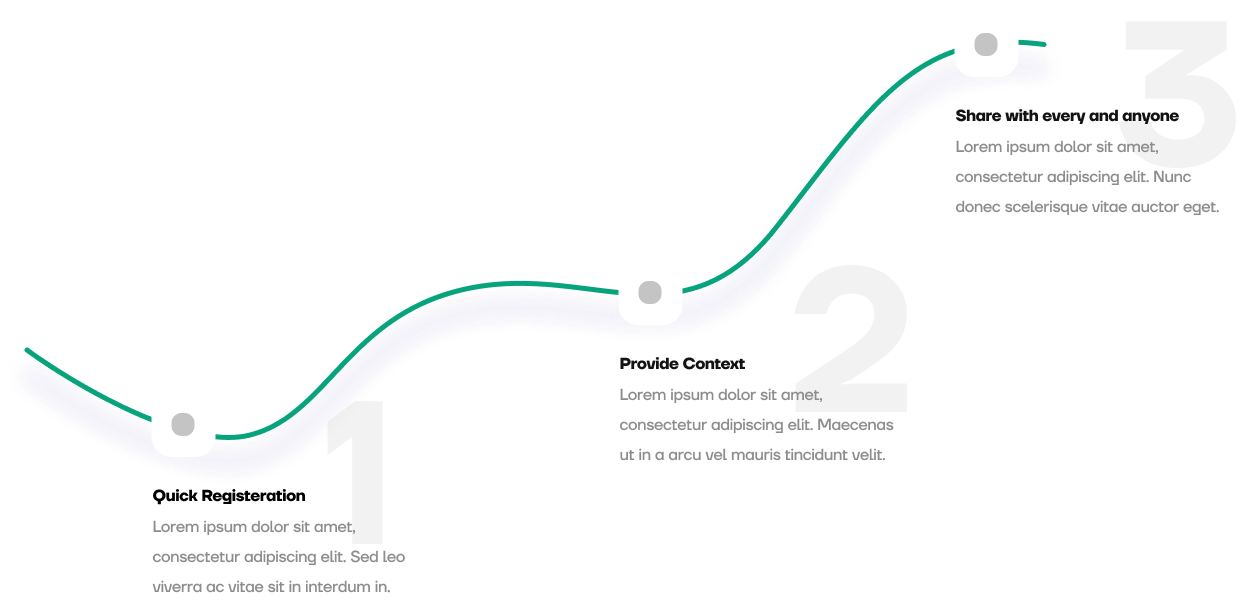 1
Quick Registeration
Lorem ipsum dolor sit amet,
consectetur adipiscing elit. Sed leo
viverra ac vitae sit in interdum in.
2
Provide Context
Lorem ipsum dolor sit amet,
consectetur adipiscing elit. Maecenas
ut in a arcu vel mauris tincidunt velit.
3
Share with every and anyone
Lorem ipsum dolor sit amet,
consectetur adipiscing elit. Nunc
donec scelerisque vitae auctor eget.